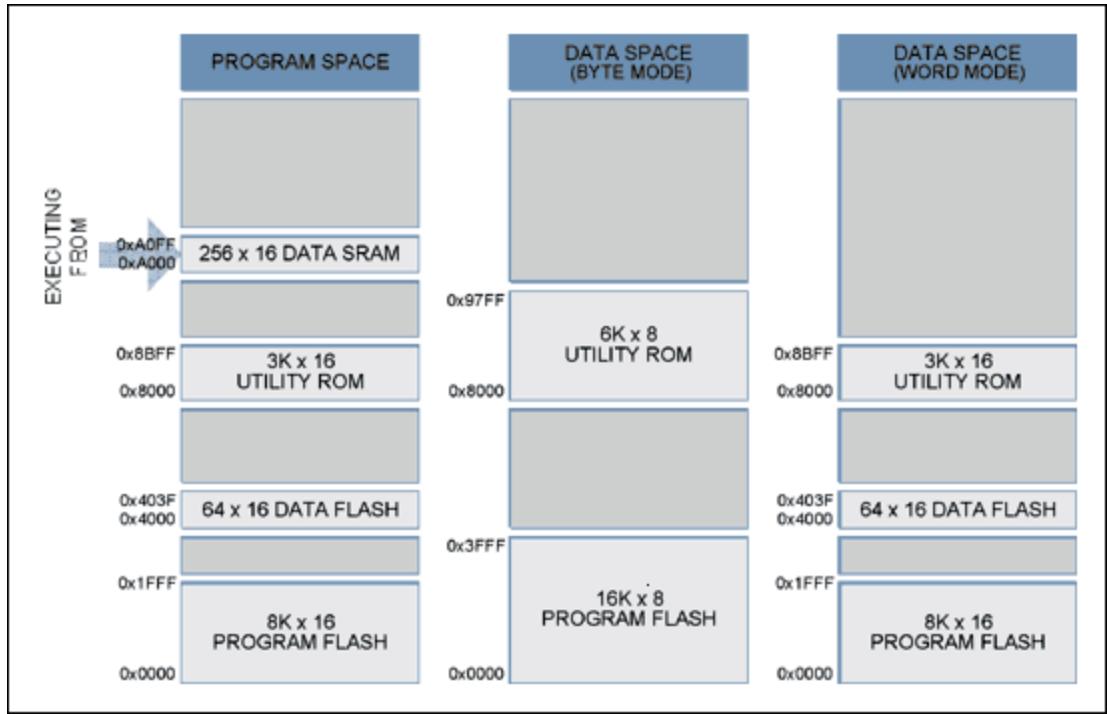 PROGRAM SPACE
EXECUTING
FROM
0xA0FF
0xA000
256 x 16 DATA SRAM
0x8BFF
0x8000
3K x 16
UTILITY ROM
0x403F
0x4000
64 x 16 DATA FLASH
0x1FFF
0x0000
8K x 16
PROGRAM FLASH
DATA SPACE
(BYTE MODE)
0x97FF
0x8000
6K x 8
UTILITY ROM
0x3FFF
0x0000
16K x 8
PROGRAM FLASH
DATA SPACE
(WORD MODE)
0x8BFF
0x8000
3K x 16
UTILITY ROM
0x403F
0x4000
64 x 16 DATA FLASH
0x1FFF
0x0000
8K x 16
PROGRAM FLASH